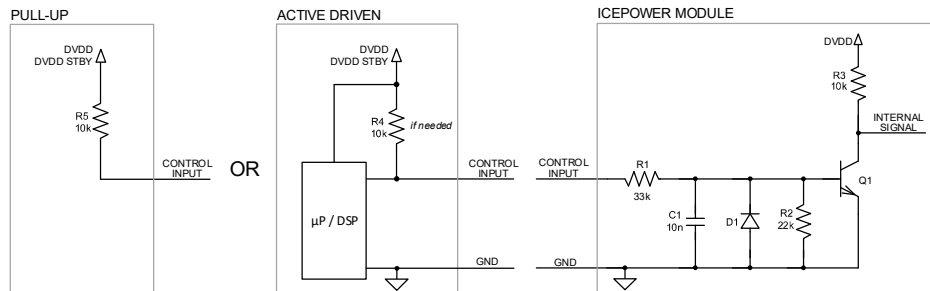 PULL-UP
DVDD
DVDD STBY
R5
10k
CONTROL
INPUT
OR
ACTIVE DRIVEN
DVDD
DVDD STBY
R4
10k
if needed
μP / DSP
CONTROL
INPUT
GND
ICEPOWER MODULE
CONTROL
INPUT
GND
R1
33k
C1
10n
D1
R2
22k
DVDD
R3
10k
INTERNAL
SIGNAL
Q1